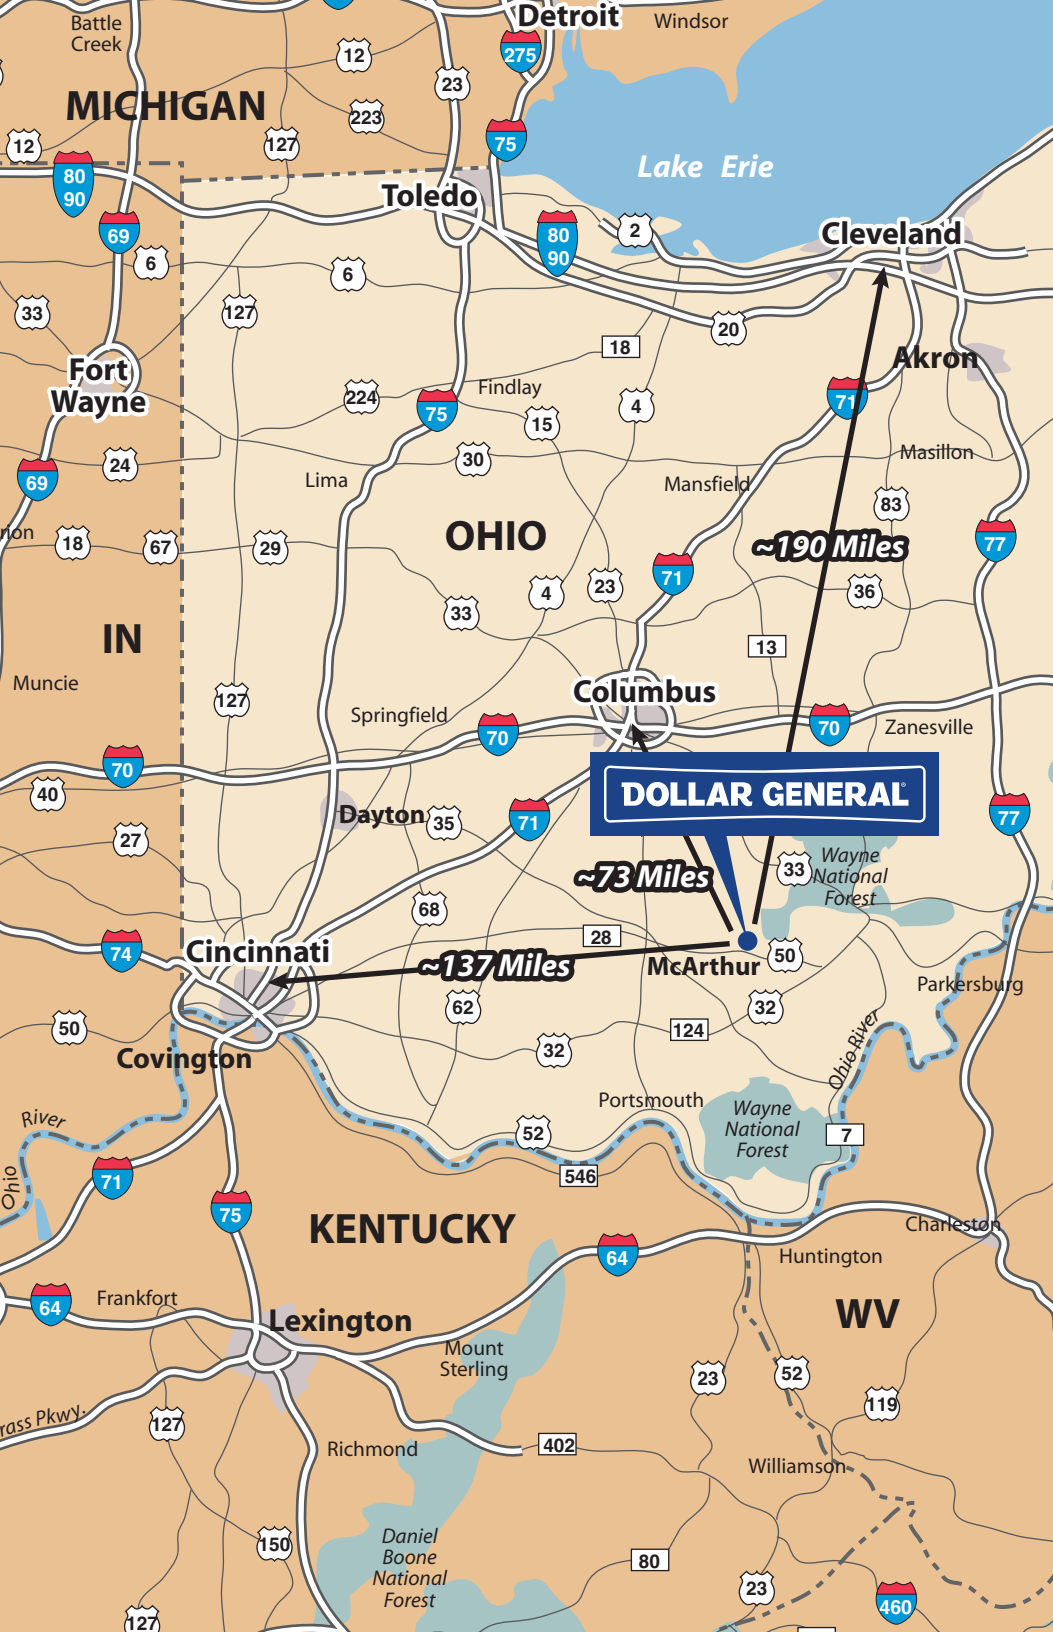 Battle
Creek
Detroit
Windsor
12
275
23
MICHIGAN
223
75
12
127
80
90
Lake Erie
Toledo
69
80
90
2
Cleveland
6
6
33
127
20
18
Akron
Fort
Wayne
Findlay
224
75
15
4
71
24
30
Masillon
69
Lima
Mansfield
83
rion
18
67
29
OHIO
~190 Miles
77
71
4
23
36
33
IN
13
Muncie
127
Columbus
Springfield
70
70
Zanesville
70
40
DOLLAR GENERAL®
Dayton
35
71
77
27
Wayne
National
Forest
33
~73 Miles
68
28
74
Cincinnati
50
~137 Miles
McArthur
Parkersburg
62
32
50
124
32
Covington
Ohio River
Portsmouth
River
Wayne
National
Forest
52
7
Ohio
71
546
75
KENTUCKY
Charleston
64
Huntington
64
Frankfort
WV
Lexington
Mount
Sterling
23
52
119
rass Pkwy.
127
Richmond
402
Williamson
150
Daniel
Boone
National
Forest
80
23
460
127